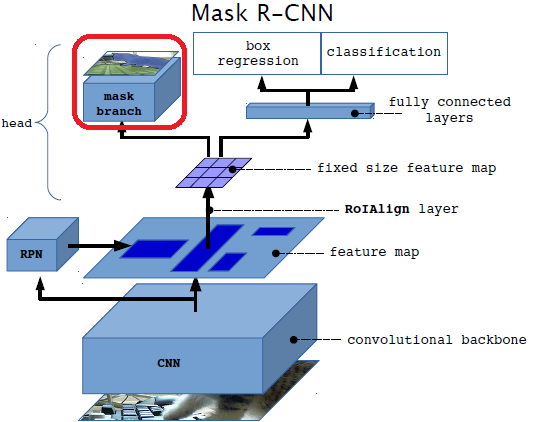 Mask R-CNN
box
regression
classification
mask
branch
fully connected
layers
head
fixed size feature map
RoIAlign layer
RPN
feature map
convolutional backbone
CNN